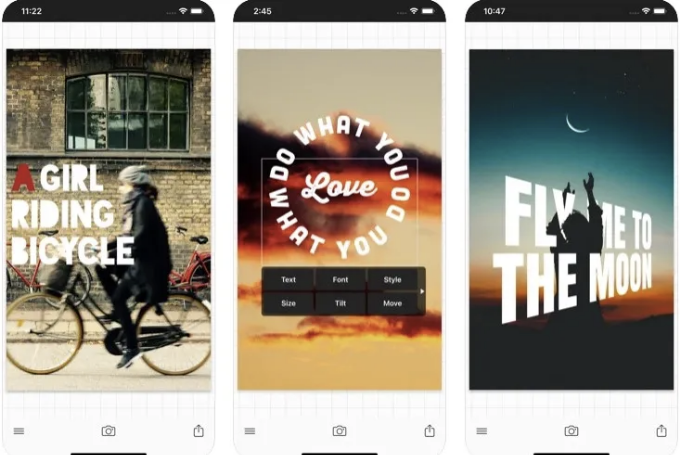 11:22
A GIRL
RIDING
BICYCLE
2:45
DO WHAT YOU
Love
WHAT YOU DO
Text Font Style
Size Tilt Move
10:47
FLY ME TO
THE MOON